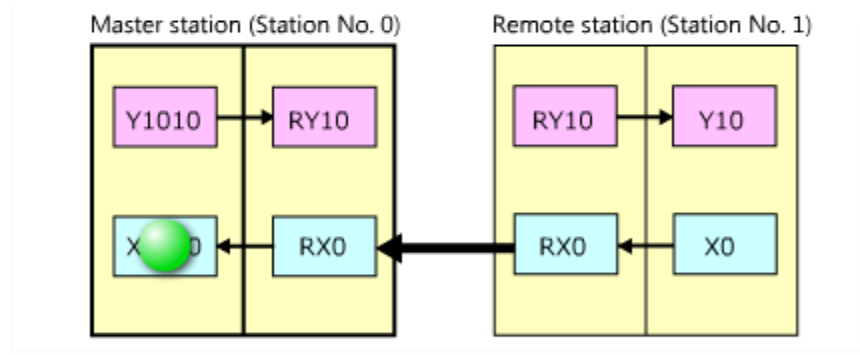 Master station (Station No. 0)
Remote station (Station No. 1)
Y1010
RY10
RY10
Y10
RX0
RX0
X0